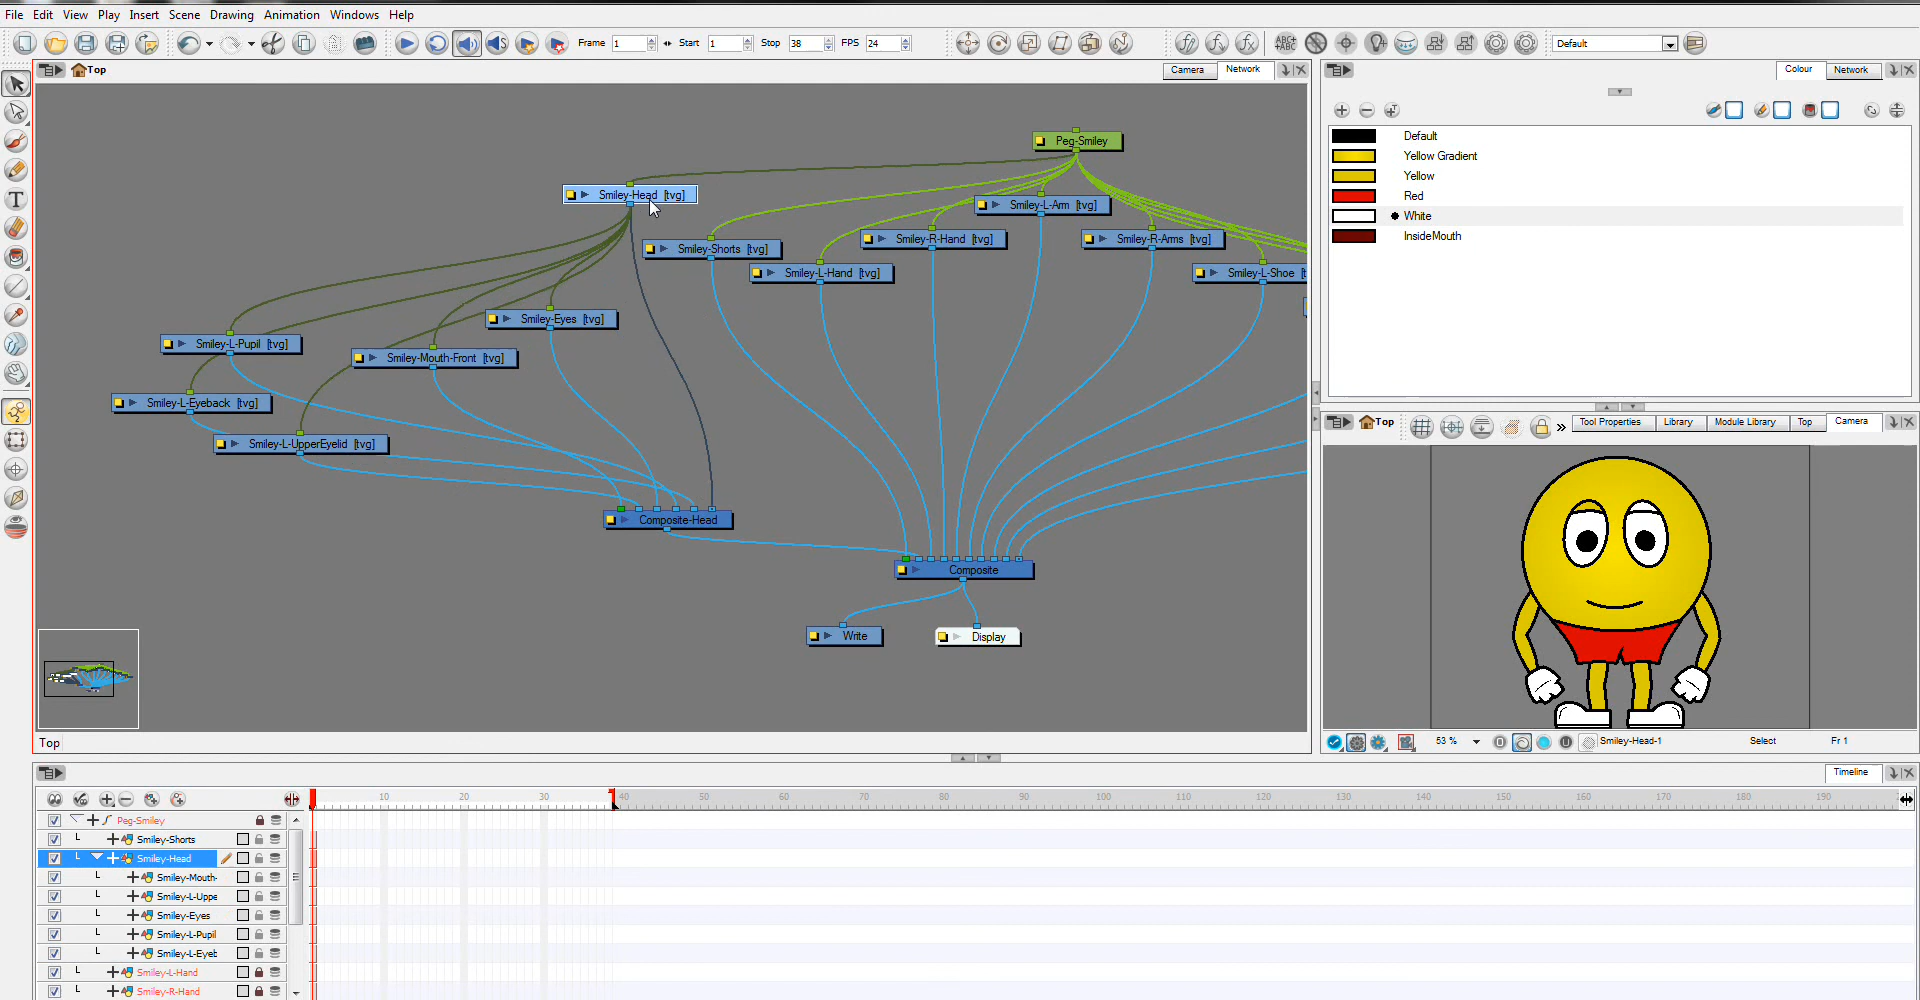 File Edit View Play Insert Scene Drawing Animation Windows Help
Frame 1 Start 1 Stop 38 FPS 24 Default
Top Camera Network
Colour Network
Peg-Smiley
Smiley-Head [tvg]
Smiley-L-Arm [tvg]
Smiley-Shorts [tvg]
Smiley-R-Hand [tvg]
Smiley-R-Arms [tvg]
Smiley-L-Hand [tvg]
Smiley-L-Shoe [t
Smiley-Eyes [tvg]
Smiley-L-Pupil [tvg]
Smiley-Mouth-Front [tvg]
Smiley-L-Eyeback [tvg]
Smiley-L-UpperEyelid [tvg]
Composite-Head
Composite
Write
Display
Top
Default
Yellow Gradient
Yellow
Red
White
InsideMouth
Top Tool Properties Library Module Library Top Camera
53 % Smiley-Head-1 Select Fr 1
Timeline
10 20 30 40 50 60 70 80 90 100 110 120 130 140 150 160 170 180 190
Peg-Smiley
Smiley-Shorts
Smiley-Head
Smiley-Mouth-
Smiley-L-Uppe
Smiley-Eyes
Smiley-L-Pupil
Smiley-L-Eyeb
Smiley-L-Hand
Smiley-R-Hand